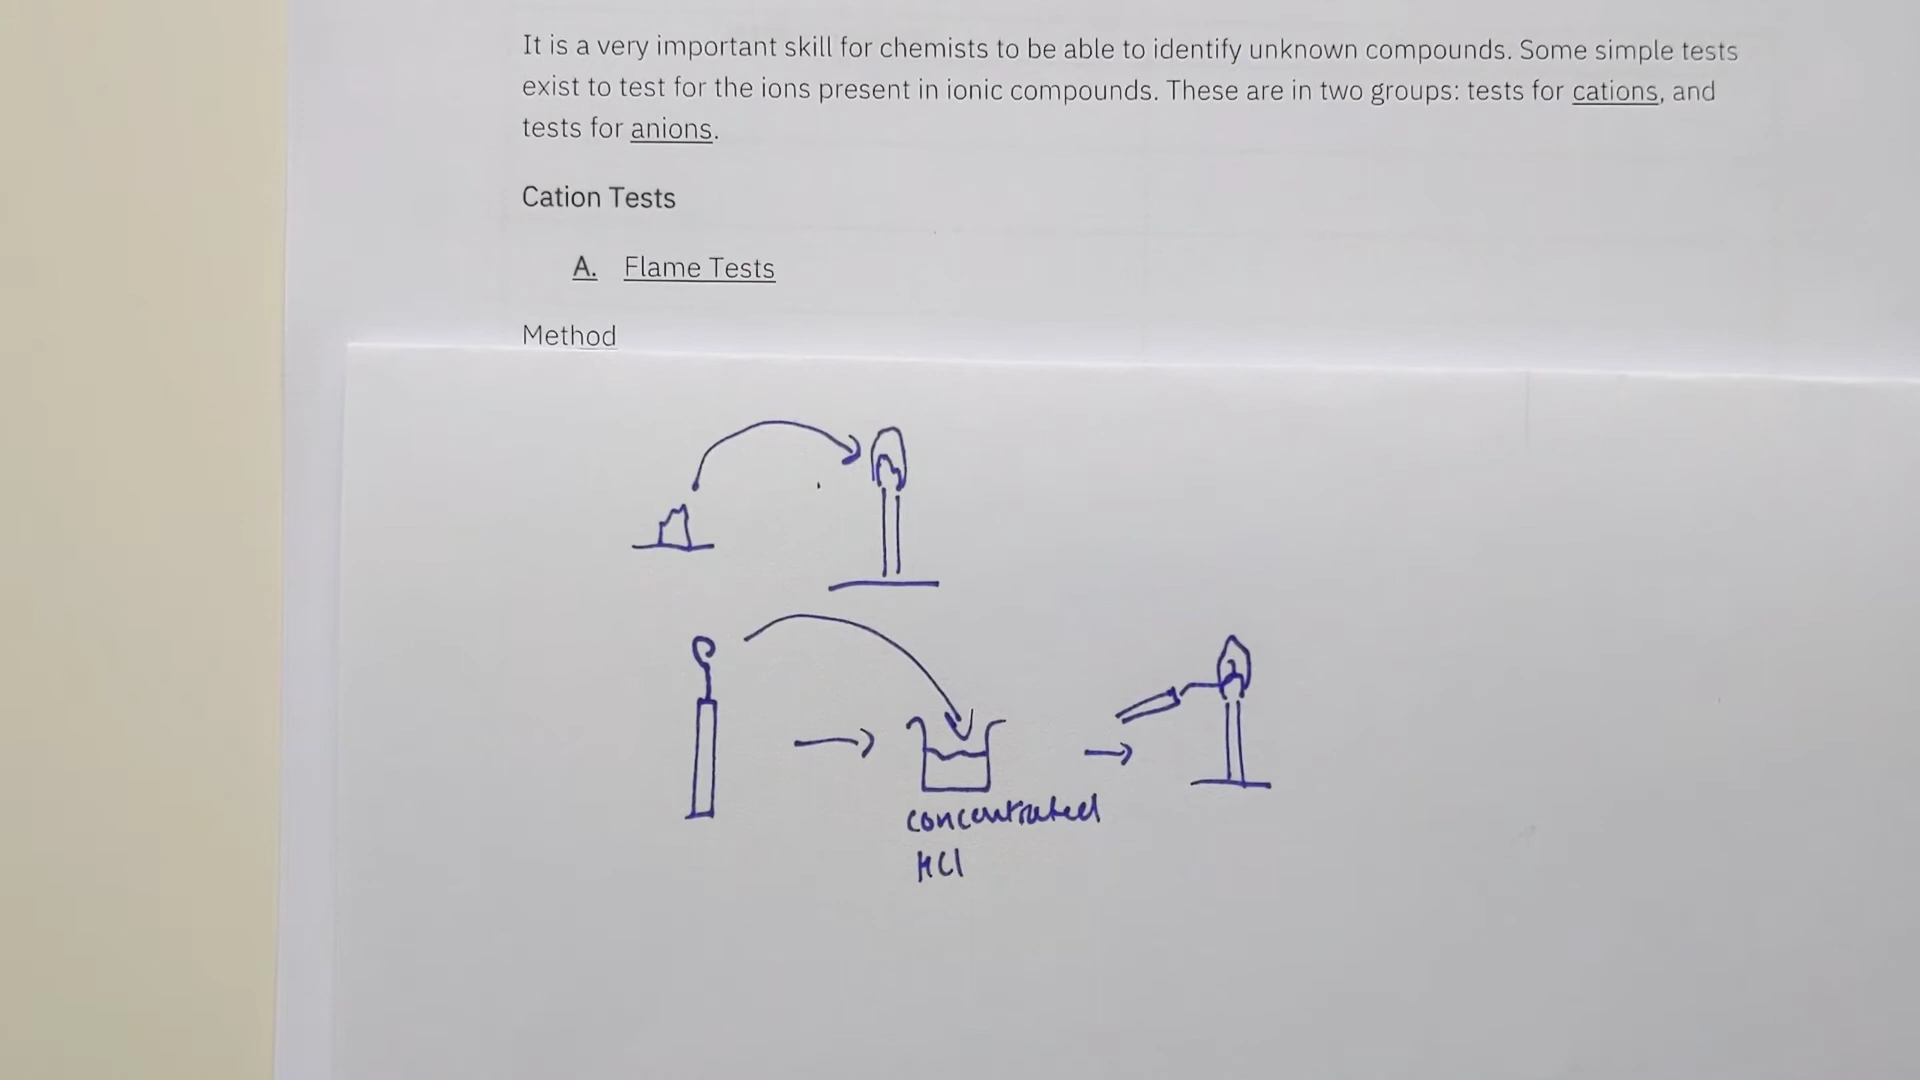 It is a very important skill for chemists to be able to identify unknown compounds. Some simple tests
exist to test for the ions present in ionic compounds. These are in two groups: tests for cations, and
tests for anions.
Cation Tests
A. Flame Tests
Method
concentrated
HCl